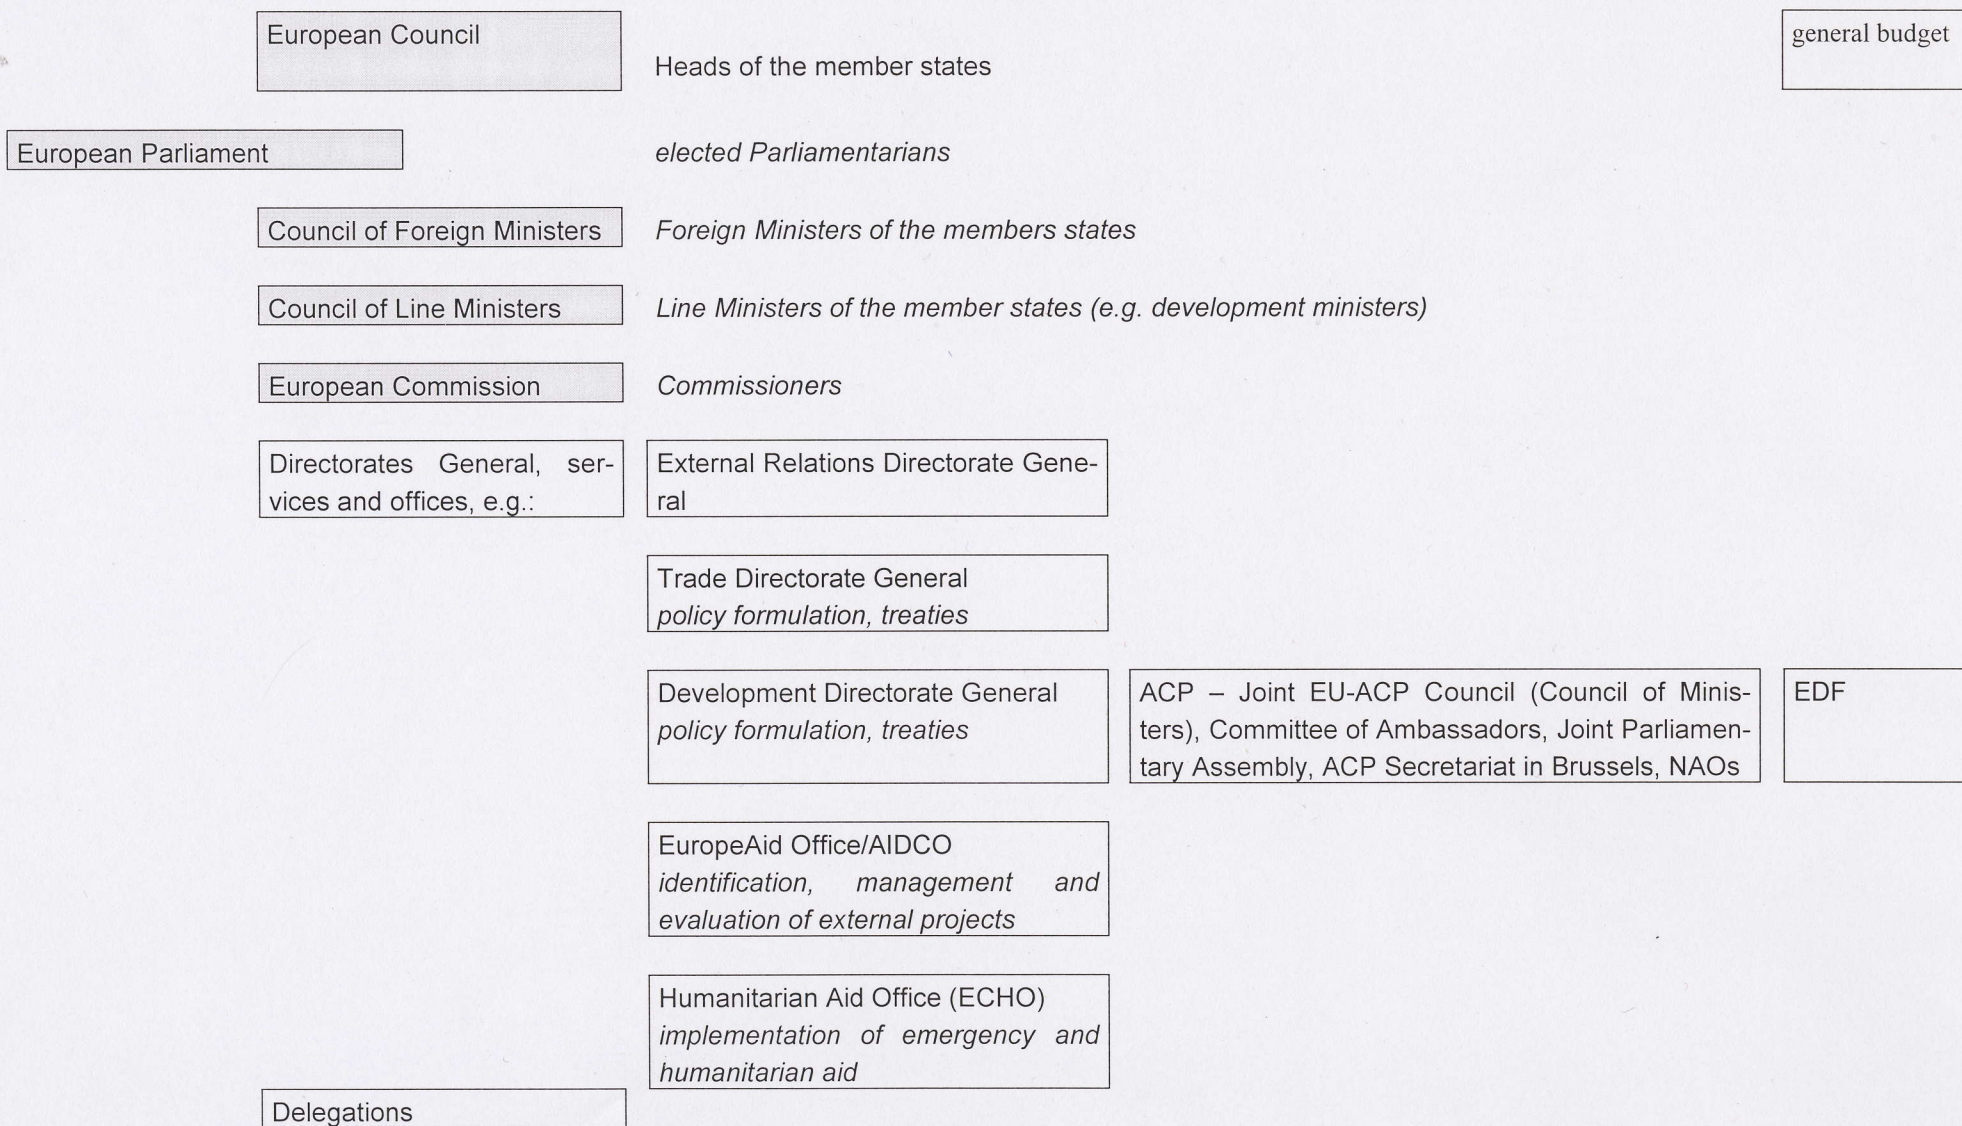 European Council
Heads of the member states
general budget
European Parliament
elected Parliamentarians
Council of Foreign Ministers
Foreign Ministers of the members states
Council of Line Ministers
Line Ministers of the member states (e.g. development ministers)
European Commission
Commissioners
Directorates General, ser-
vices and offices, e.g.:
External Relations Directorate Gene-
ral
Trade Directorate General
policy formulation, treaties
Development Directorate General
policy formulation, treaties
ACP – Joint EU-ACP Council (Council of Minis-
ters), Committee of Ambassadors, Joint Parliamen-
tary Assembly, ACP Secretariat in Brussels, NAOs
EDF
EuropeAid Office/AIDCO
identification, management and
evaluation of external projects
Humanitarian Aid Office (ECHO)
implementation of emergency and
humanitarian aid
Delegations